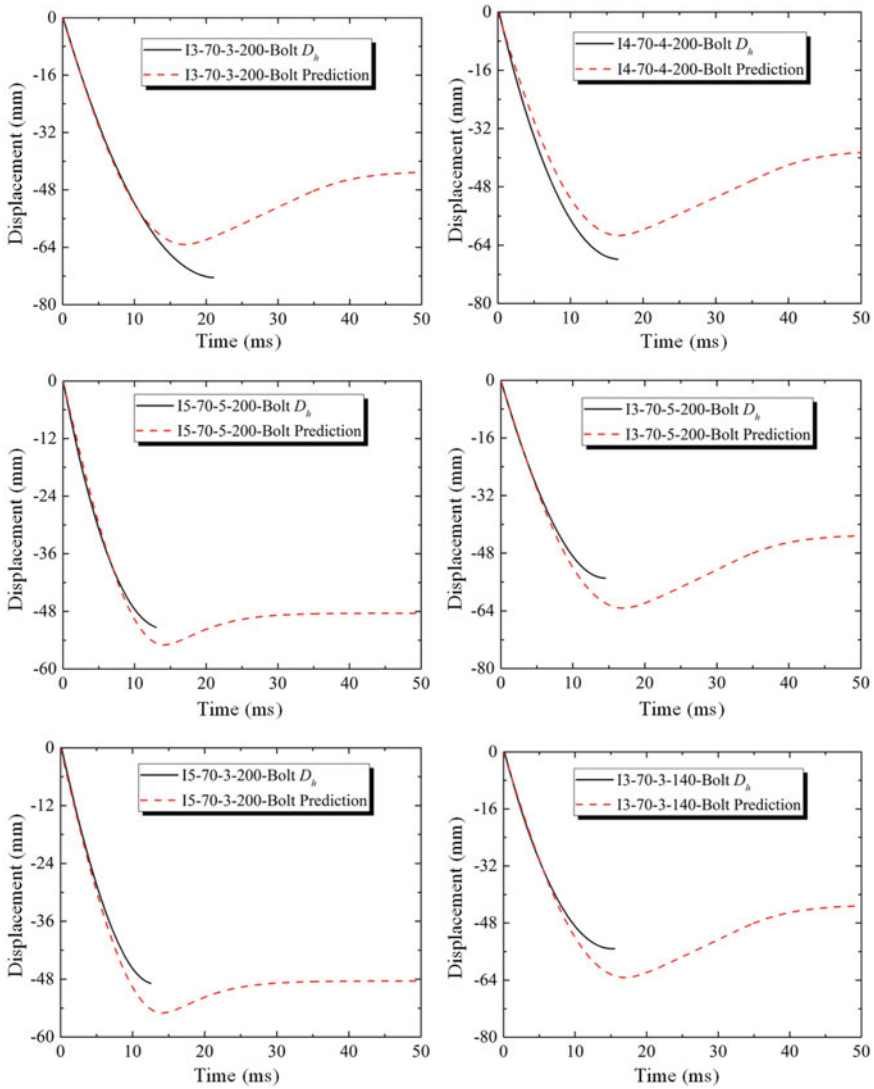 0
-16
-32
-48
-64
-80
Displacement (mm)
I3-70-3-200-Bolt Dh
I3-70-3-200-Bolt Prediction
0 10 20 30 40 50
Time (ms)
0
-16
-32
-48
-64
-80
Displacement (mm)
I4-70-4-200-Bolt Dh
I4-70-4-200-Bolt Prediction
0 10 20 30 40 50
Time (ms)
0
-12
-24
-36
-48
-60
Displacement (mm)
I5-70-5-200-Bolt Dh
I5-70-5-200-Bolt Prediction
0 10 20 30 40 50
Time (ms)
0
-16
-32
-48
-64
-80
Displacement (mm)
I3-70-5-200-Bolt Dh
I3-70-5-200-Bolt Prediction
0 10 20 30 40 50
Time (ms)
0
-12
-24
-36
-48
-60
Displacement (mm)
I5-70-3-200-Bolt Dh
I5-70-3-200-Bolt Prediction
0 10 20 30 40 50
Time (ms)
0
-16
-32
-48
-64
-80
Displacement (mm)
I3-70-3-140-Bolt Dh
I3-70-3-140-Bolt Prediction
0 10 20 30 40 50
Time (ms)